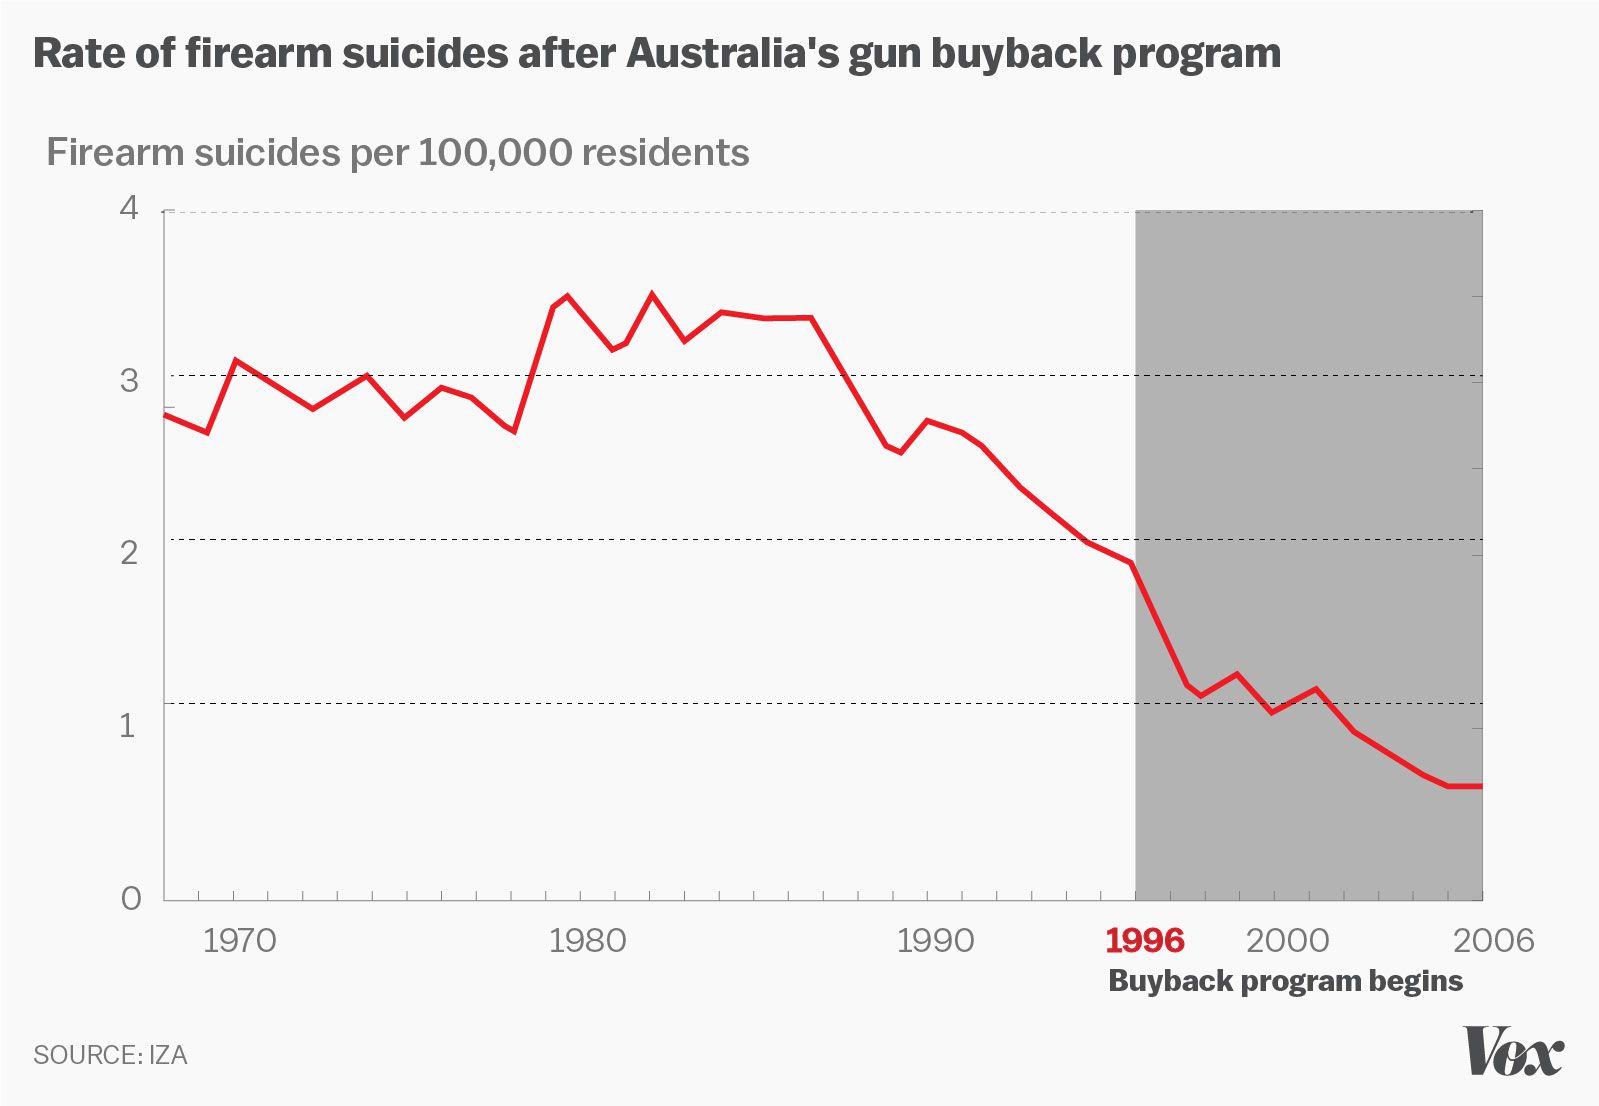 Rate of firearm suicides after Australia's gun buyback program
Firearm suicides per 100,000 residents
4
3
2
1
0
1970 1980 1990 1996 2000 2006
Buyback program begins
SOURCE: IZA
Vox